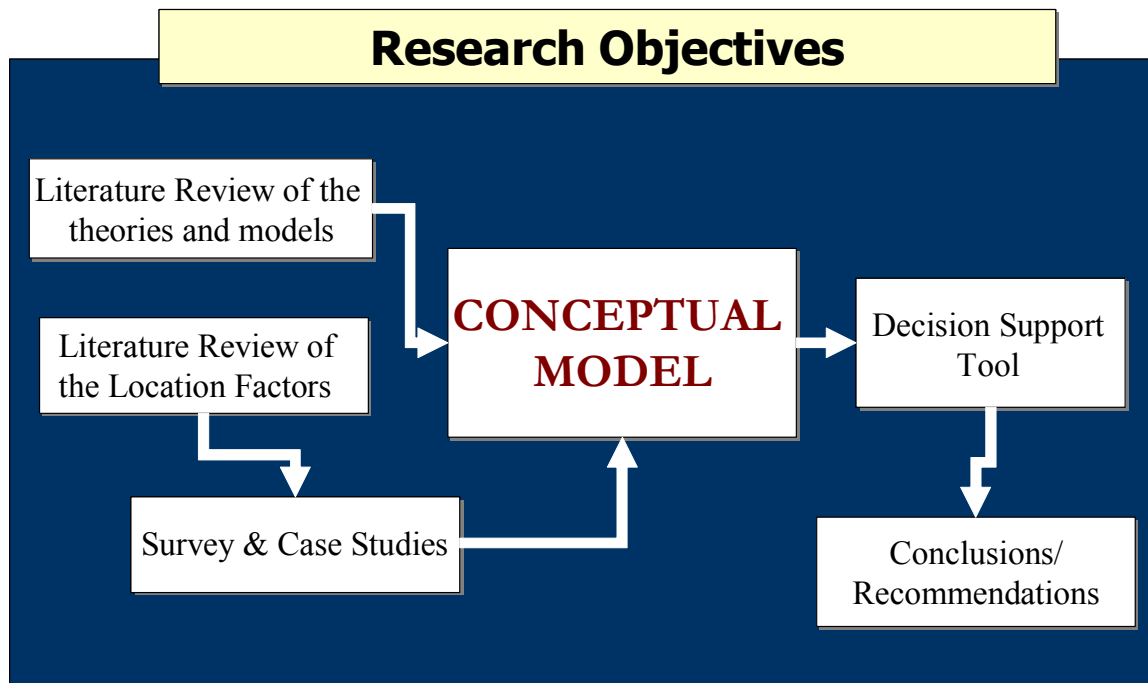 Research Objectives
Literature Review of the
theories and models
Literature Review of
the Location Factors
Survey & Case Studies
CONCEPTUAL
MODEL
Decision Support
Tool
Conclusions/
Recommendations